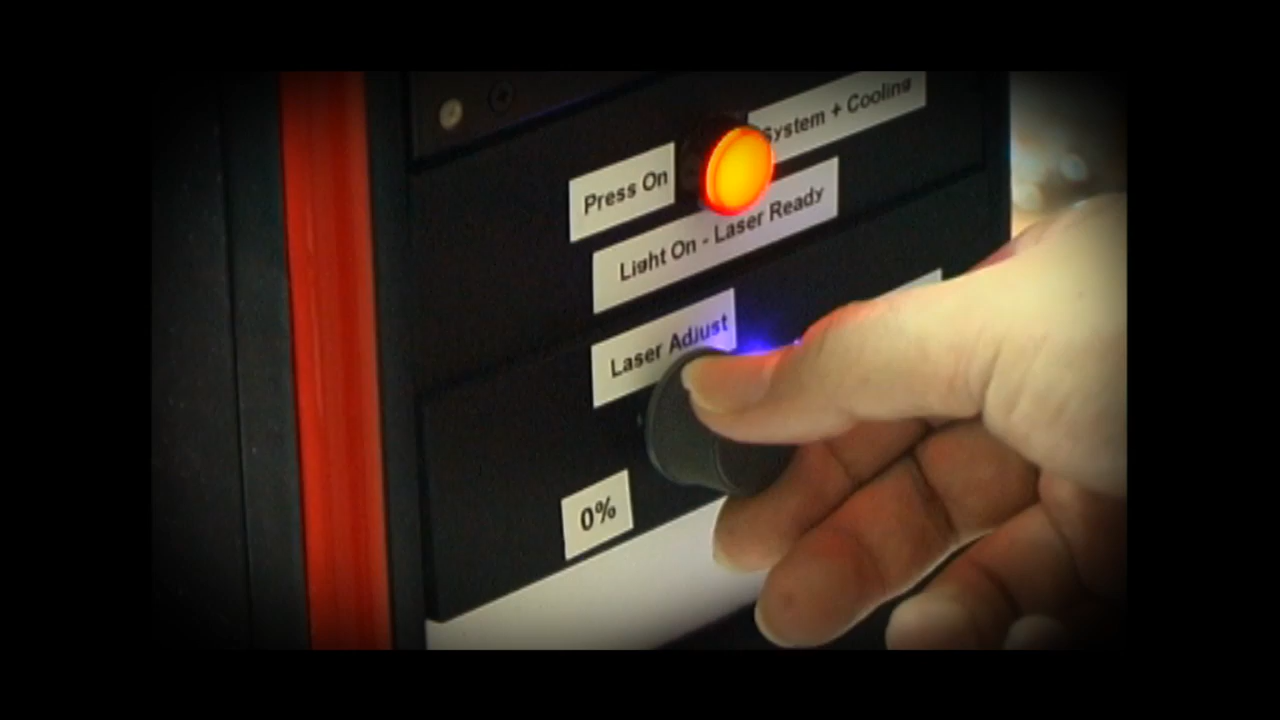 System + Cooling
Press On
Light On - Laser Ready
Laser Adjust
0%